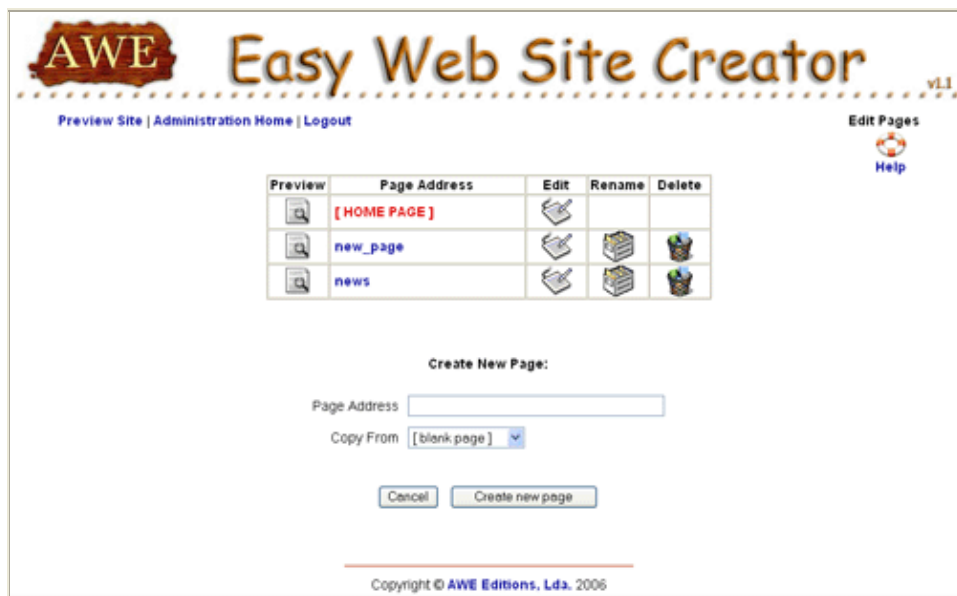 AWE Easy Web Site Creator v1.1
Preview Site | Administration Home | Logout
Edit Pages
Help
Preview Page Address Edit Rename Delete
[ HOME PAGE ]
new_page
news
Create New Page:
Page Address
Copy From [ blank page ]
Cancel Create new page
Copyright © AWE Editions, Lda, 2006